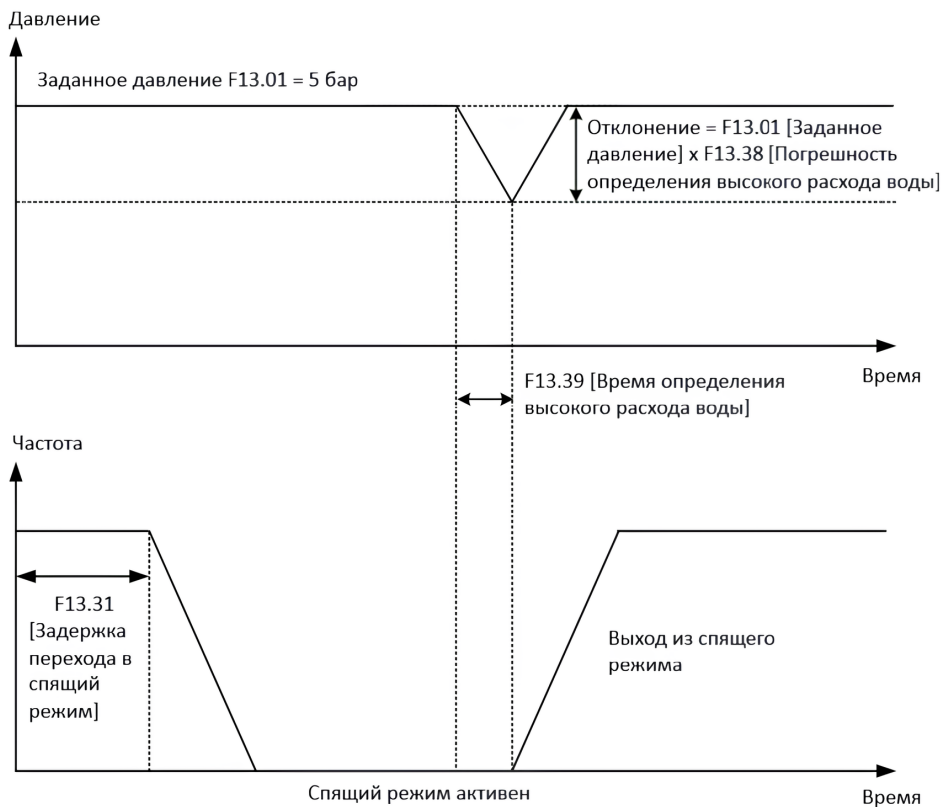 Давление
Заданное давление F13.01 = 5 бар
Отклонение = F13.01 [Заданное
давление] x F13.38 [Погрешность
определения высокого расхода воды]
Время
F13.39 [Время определения
высокого расхода воды]
Частота
F13.31
[Задержка
перехода в
спящий
режим]
Выход из спящего
режима
Спящий режим активен
Время